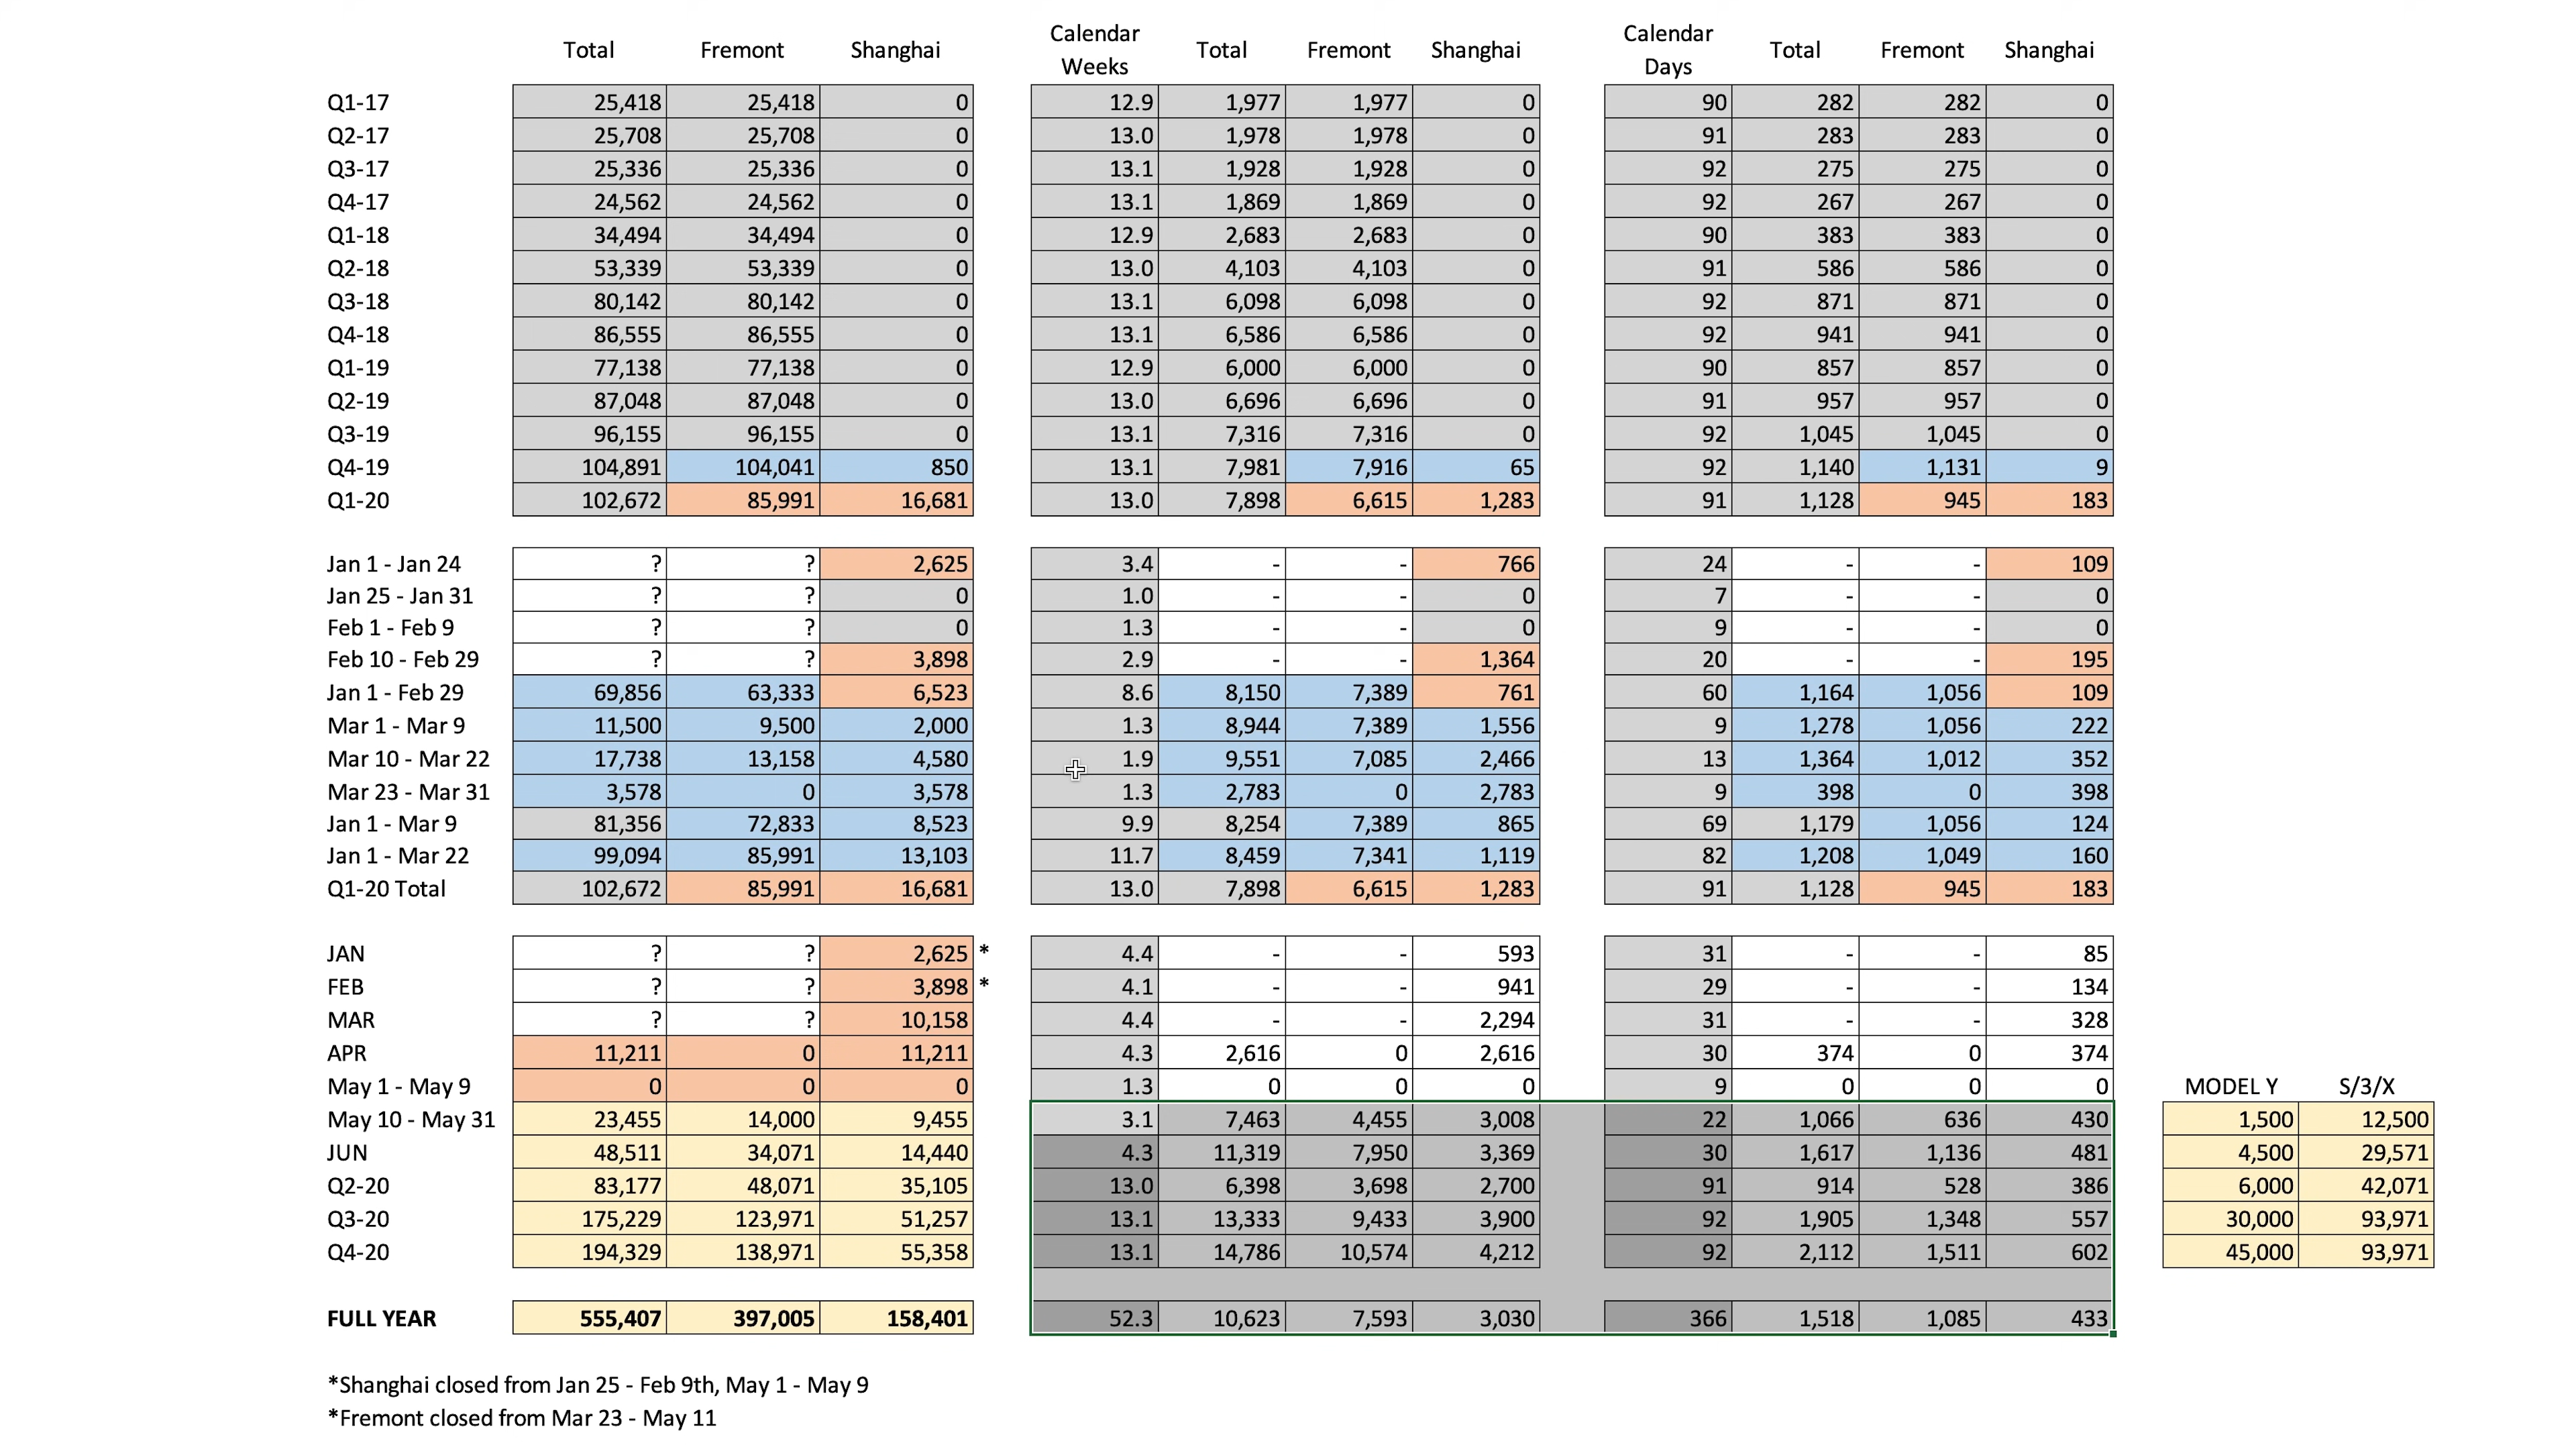 Total Fremont Shanghai Calendar Weeks Total Fremont Shanghai Calendar Days Total Fremont Shanghai
Q1-17 25,418 25,418 0 12.9 1,977 1,977 0 90 282 282 0
Q2-17 25,708 25,708 0 13.0 1,978 1,978 0 91 283 283 0
Q3-17 25,336 25,336 0 13.1 1,928 1,928 0 92 275 275 0
Q4-17 24,562 24,562 0 13.1 1,869 1,869 0 92 267 267 0
Q1-18 34,494 34,494 0 12.9 2,683 2,683 0 90 383 383 0
Q2-18 53,339 53,339 0 13.0 4,103 4,103 0 91 586 586 0
Q3-18 80,142 80,142 0 13.1 6,098 6,098 0 92 871 871 0
Q4-18 86,555 86,555 0 13.1 6,586 6,586 0 92 941 941 0
Q1-19 77,138 77,138 0 12.9 6,000 6,000 0 90 857 857 0
Q2-19 87,048 87,048 0 13.0 6,696 6,696 0 91 957 957 0
Q3-19 96,155 96,155 0 13.1 7,316 7,316 0 92 1,045 1,045 0
Q4-19 104,891 104,041 850 13.1 7,981 7,916 65 92 1,140 1,131 9
Q1-20 102,672 85,991 16,681 13.0 7,898 6,615 1,283 91 1,128 945 183
Jan 1 - Jan 24 ? ? 2,625 3.4 - - 766 24 - - 109
Jan 25 - Jan 31 ? ? 0 1.0 - - 0 7 - - 0
Feb 1 - Feb 9 ? ? 0 1.3 - - 0 9 - - 0
Feb 10 - Feb 29 ? ? 3,898 2.9 - - 1,364 20 - - 195
Jan 1 - Feb 29 69,856 63,333 6,523 8.6 8,150 7,389 761 60 1,164 1,056 109
Mar 1 - Mar 9 11,500 9,500 2,000 1.3 8,944 7,389 1,556 9 1,278 1,056 222
Mar 10 - Mar 22 17,738 13,158 4,580 1.9 9,551 7,085 2,466 13 1,364 1,012 352
Mar 23 - Mar 31 3,578 0 3,578 1.3 2,783 0 2,783 9 398 0 398
Jan 1 - Mar 9 81,356 72,833 8,523 9.9 8,254 7,389 865 69 1,179 1,056 124
Jan 1 - Mar 22 99,094 85,991 13,103 11.7 8,459 7,341 1,119 82 1,208 1,049 160
Q1-20 Total 102,672 85,991 16,681 13.0 7,898 6,615 1,283 91 1,128 945 183
JAN ? ? 2,625 * 4.4 - - 593 31 - - 85
FEB ? ? 3,898 * 4.1 - - 941 29 - - 134
MAR ? ? 10,158 4.4 - - 2,294 31 - - 328
APR 11,211 0 11,211 4.3 2,616 0 2,616 30 374 0 374
May 1 - May 9 0 0 0 1.3 0 0 0 9 0 0 0 MODEL Y S/3/X
May 10 - May 31 23,455 14,000 9,455 3.1 7,463 4,455 3,008 22 1,066 636 430 1,500 12,500
JUN 48,511 34,071 14,440 4.3 11,319 7,950 3,369 30 1,617 1,136 481 4,500 29,571
Q2-20 83,177 48,071 35,105 13.0 6,398 3,698 2,700 91 914 528 386 6,000 42,071
Q3-20 175,229 123,971 51,257 13.1 13,333 9,433 3,900 92 1,905 1,348 557 30,000 93,971
Q4-20 194,329 138,971 55,358 13.1 14,786 10,574 4,212 92 2,112 1,511 602 45,000 93,971
FULL YEAR 555,407 397,005 158,401 52.3 10,623 7,593 3,030 366 1,518 1,085 433
*Shanghai closed from Jan 25 - Feb 9th, May 1 - May 9
*Fremont closed from Mar 23 - May 11